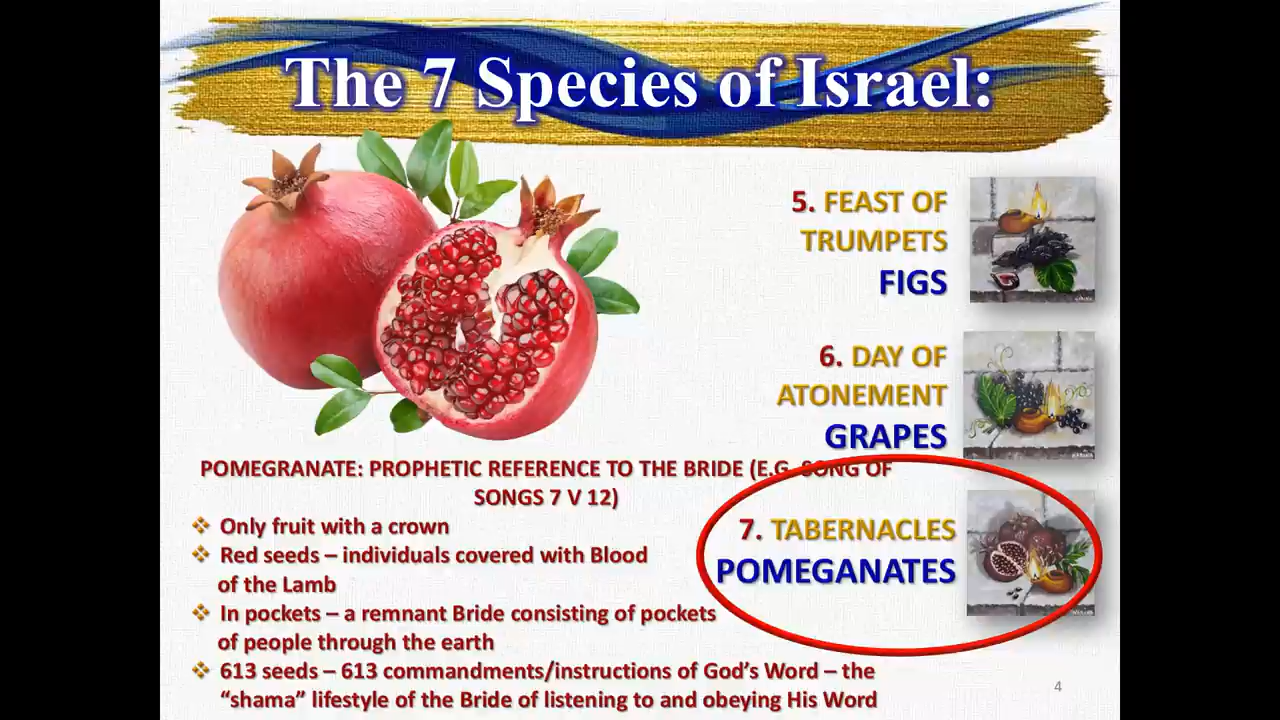 The 7 Species of Israel:
5. FEAST OF
TRUMPETS
FIGS
6. DAY OF
ATONEMENT
GRAPES
7. TABERNACLES
POMEGANATES
POMEGRANATE: PROPHETIC REFERENCE TO THE BRIDE (E.G. SONG OF
SONGS 7 V 12)
❖ Only fruit with a crown
❖ Red seeds – individuals covered with Blood
of the Lamb
❖ In pockets – a remnant Bride consisting of pockets
of people through the earth
❖ 613 seeds – 613 commandments/instructions of God's Word – the
“shama” lifestyle of the Bride of listening to and obeying His Word
4